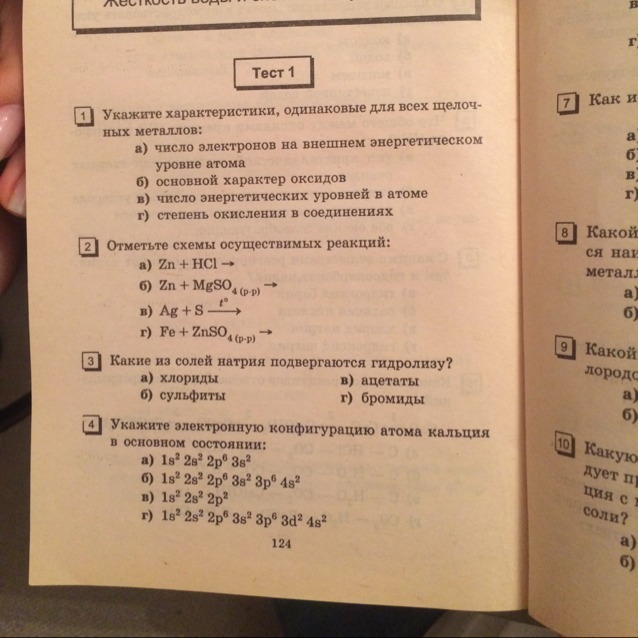 Тест 1
1 Укажите характеристики, одинаковые для всех щелоч-
ных металлов:
а) число электронов на внешнем энергетическом
уровне атома
б) основной характер оксидов
в) число энергетических уровней в атоме
г) степень окисления в соединениях
2 Отметьте схемы осуществимых реакций:
а) Zn + HCl →
б) Zn + MgSO₄ (р-р) →
в) Ag + S —t°→
г) Fe + ZnSO₄ (р-р) →
3 Какие из солей натрия подвергаются гидролизу?
а) хлориды в) ацетаты
б) сульфиты г) бромиды
4 Укажите электронную конфигурацию атома кальция
в основном состоянии:
а) 1s² 2s² 2p⁶ 3s²
б) 1s² 2s² 2p⁶ 3s² 3p⁶ 4s²
в) 1s² 2s² 2p²
г) 1s² 2s² 2p⁶ 3s² 3p⁶ 3d² 4s²
124
в
г)
7 Как и
а
б)
в)
г)
8 Какой
ся наи
металл
а)
б)
9 Какой
лородо
а)
б)
10 Какую
дует пр
ция с
соли?
а)
б)